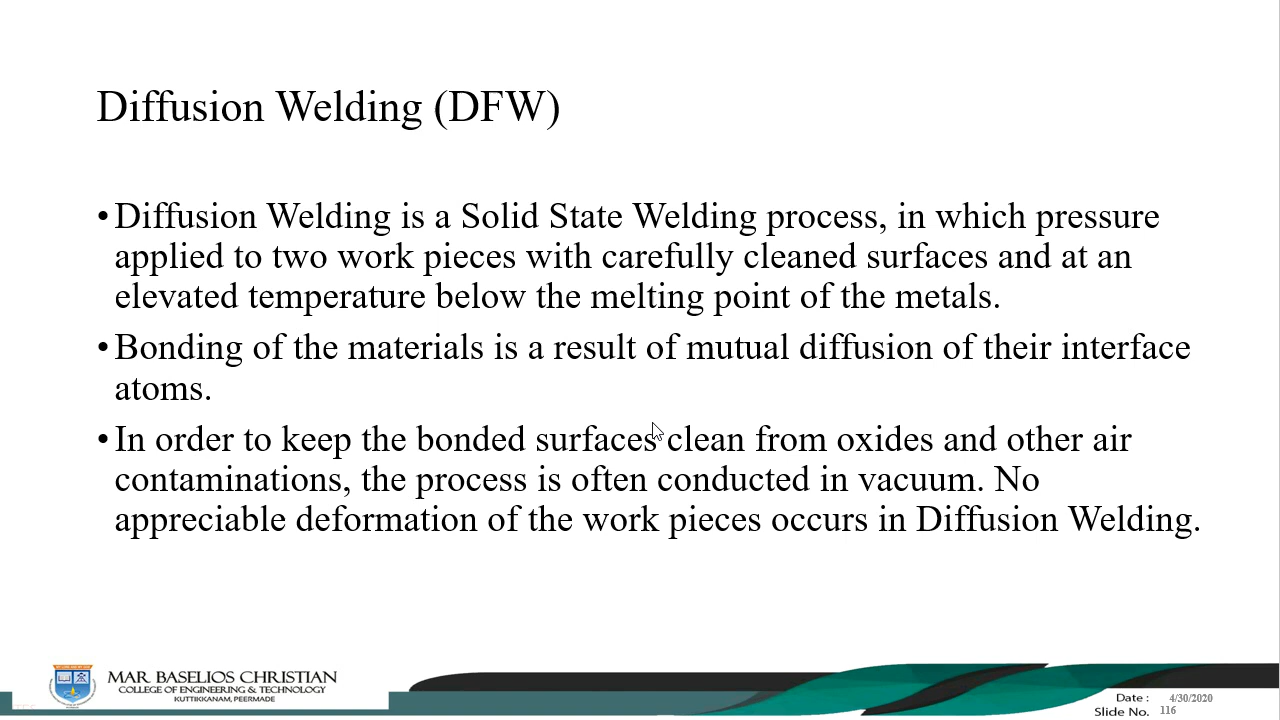 Diffusion Welding (DFW)
• Diffusion Welding is a Solid State Welding process, in which pressure
applied to two work pieces with carefully cleaned surfaces and at an
elevated temperature below the melting point of the metals.
• Bonding of the materials is a result of mutual diffusion of their interface
atoms.
• In order to keep the bonded surfaces clean from oxides and other air
contaminations, the process is often conducted in vacuum. No
appreciable deformation of the work pieces occurs in Diffusion Welding.
MAR BASELIOS CHRISTIAN
COLLEGE OF ENGINEERING & TECHNOLOGY
KUTTIKKANAM, PEERMADE
Date : 4/30/2020
Slide No. 116